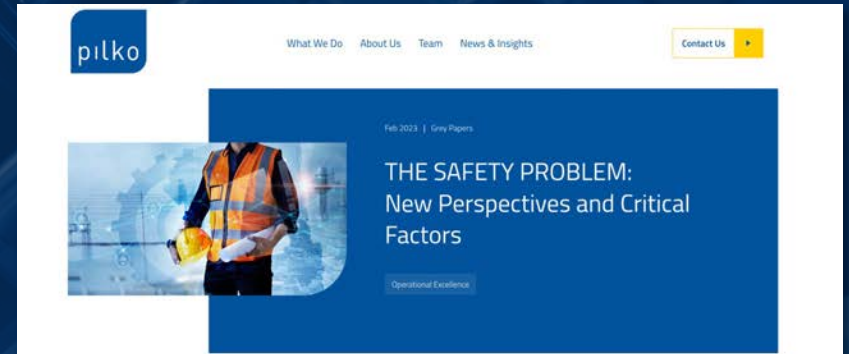 pilko
What We Do About Us Team News & Insights
Contact Us
Feb 2023 | Grey Papers
THE SAFETY PROBLEM:
New Perspectives and Critical
Factors
Operational Excellence